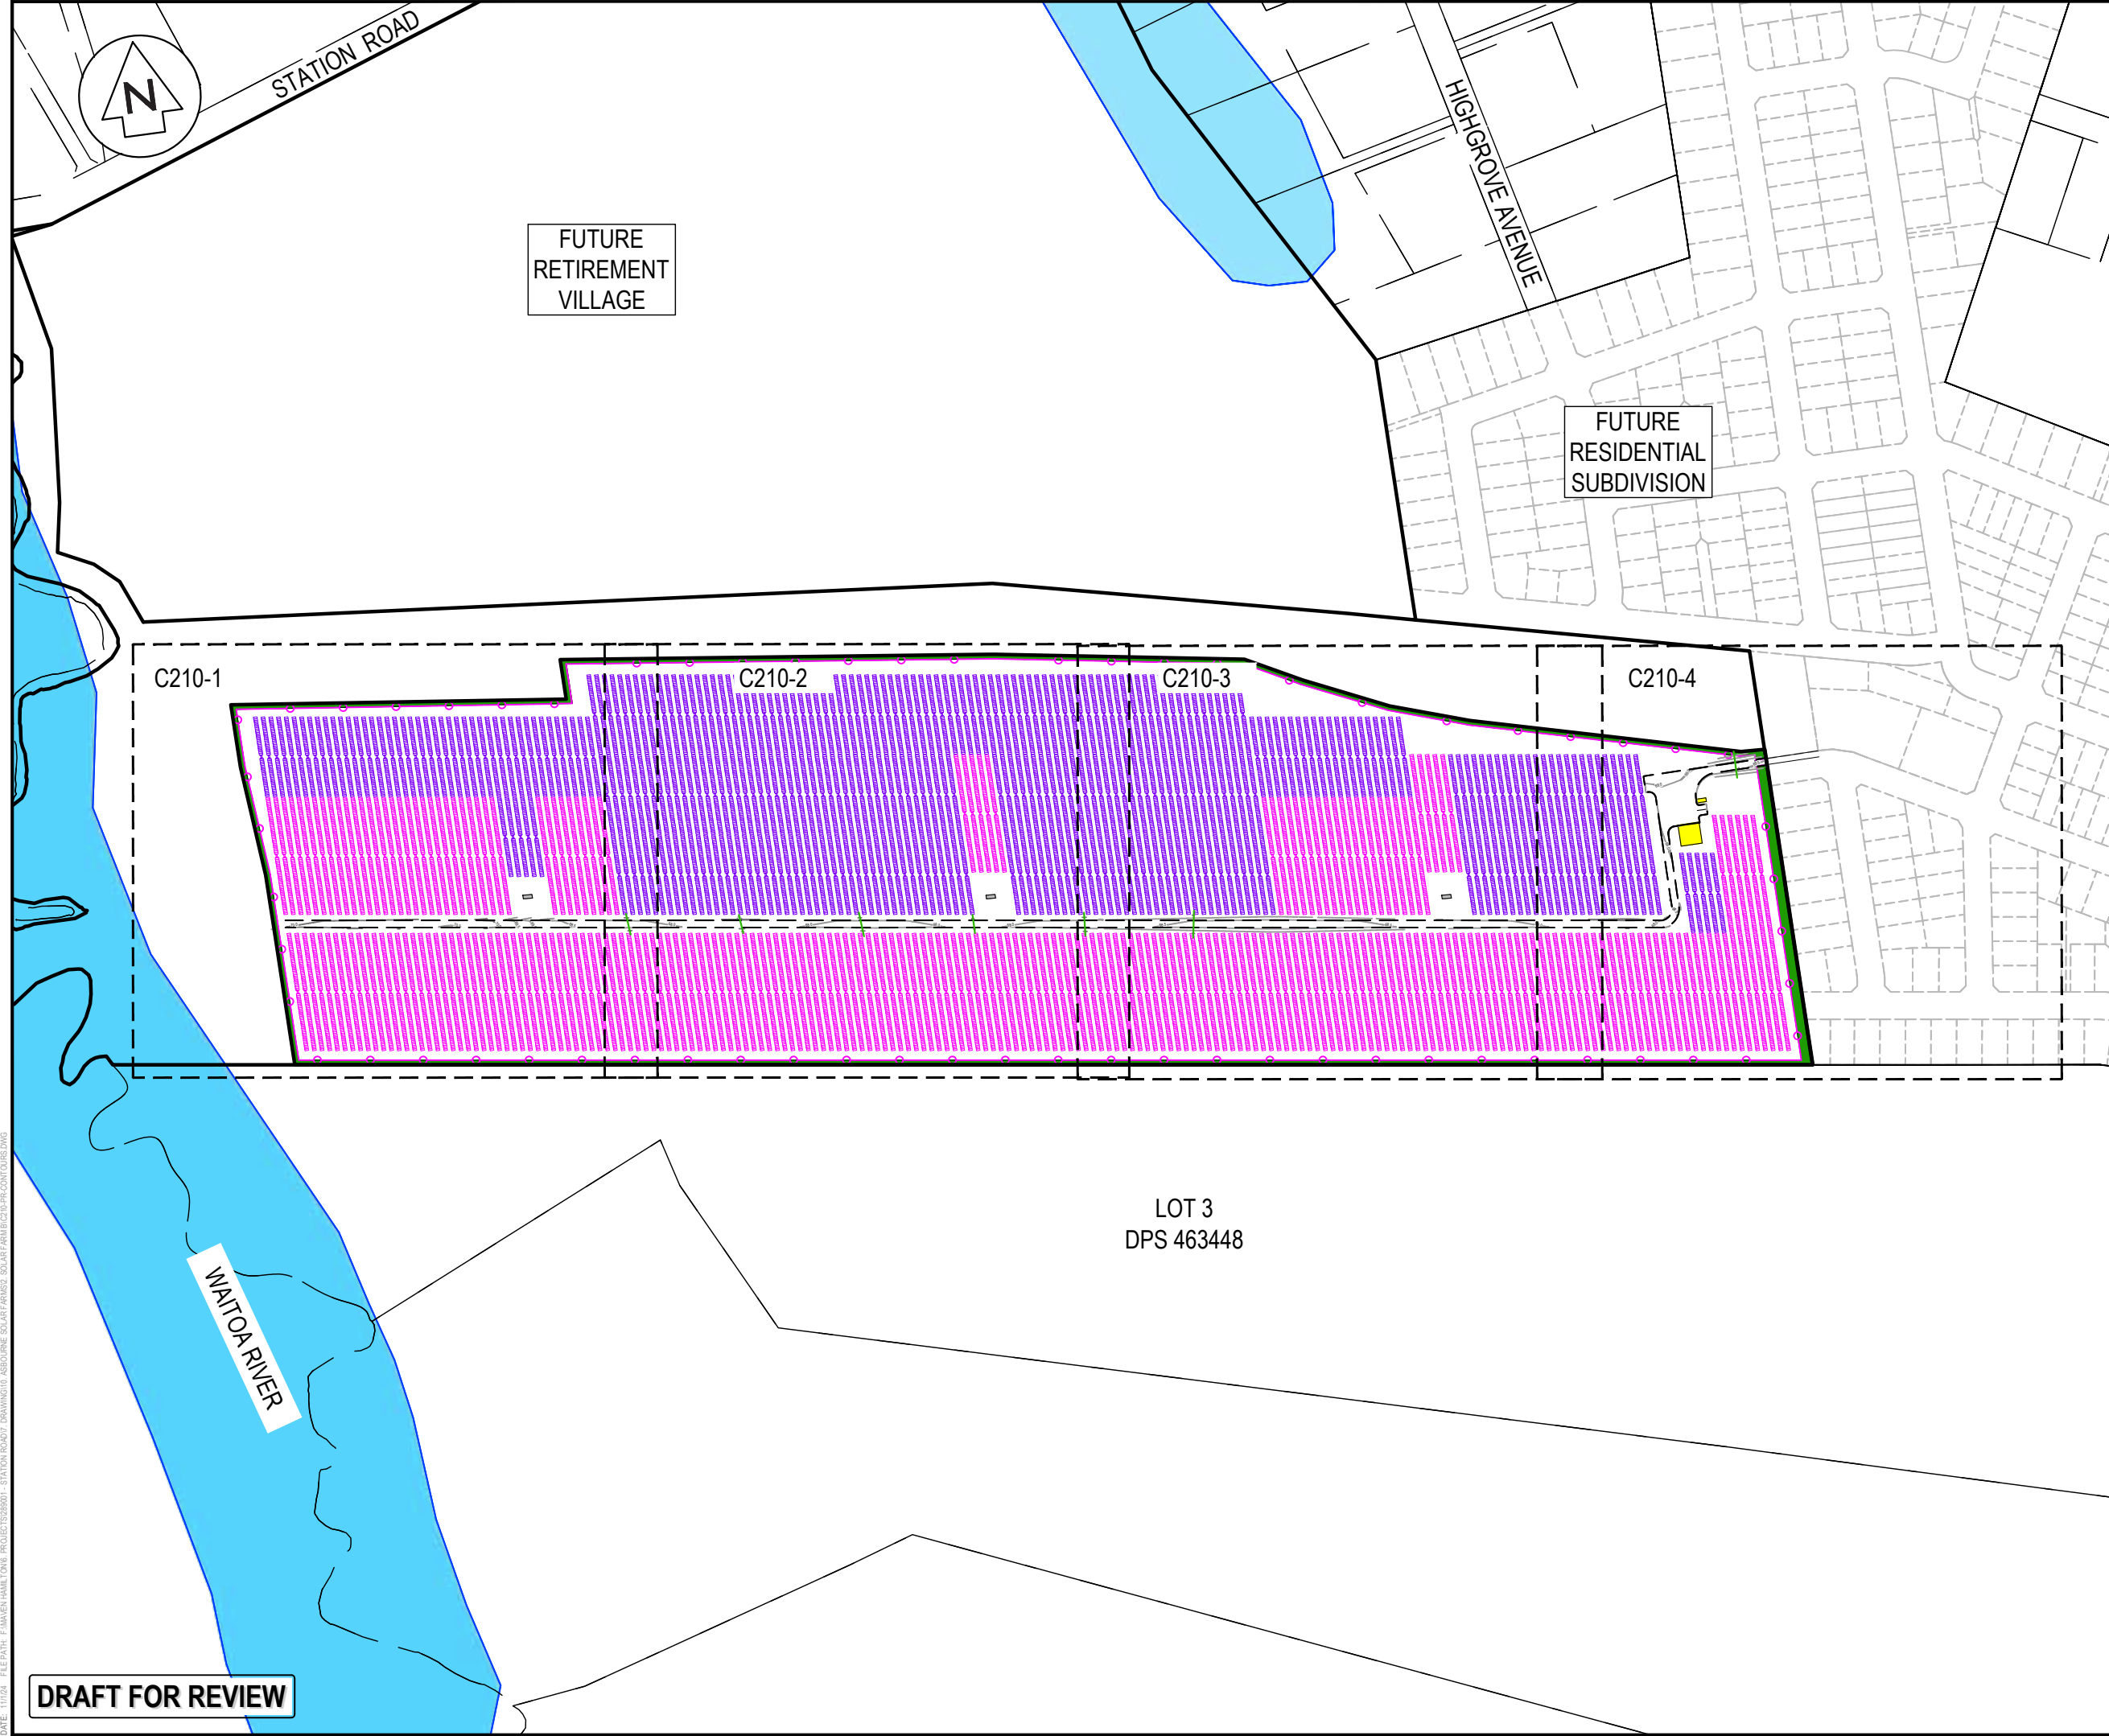 STATION ROAD
N
HIGHGROVE AVENUE
FUTURE
RETIREMENT
VILLAGE
FUTURE
RESIDENTIAL
SUBDIVISION
C210-1
C210-2
C210-3
C210-4
LOT 3
DPS 463448
WAITOA RIVER
DRAFT FOR REVIEW